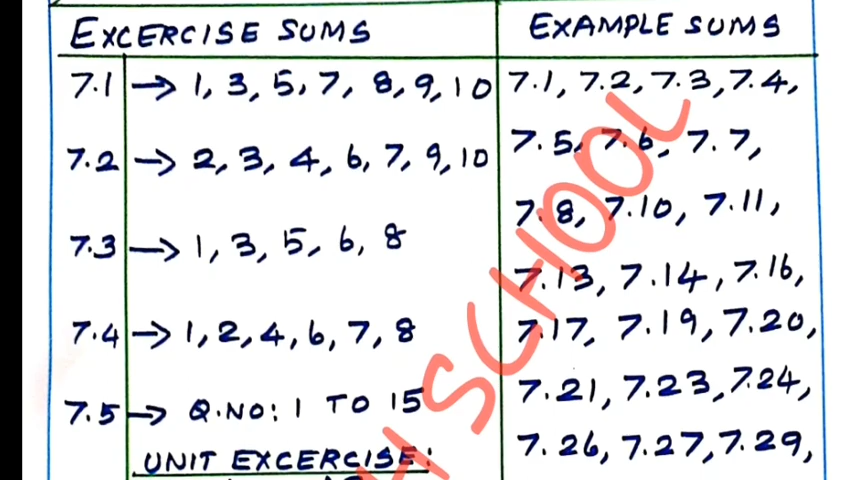 EXCERCISE SUMS
7.1 → 1, 3, 5, 7, 8, 9, 10
7.2 → 2, 3, 4, 6, 7, 9, 10
7.3 → 1, 3, 5, 6, 8
7.4 → 1, 2, 4, 6, 7, 8
7.5 → Q.NO: 1 TO 15
UNIT EXCERCISE:
EXAMPLE SUMS
7.1, 7.2, 7.3, 7.4,
7.5, 7.6, 7.7,
7.8, 7.10, 7.11,
7.13, 7.14, 7.16,
7.17, 7.19, 7.20,
7.21, 7.23, 7.24,
7.26, 7.27, 7.29,
SCHOOL